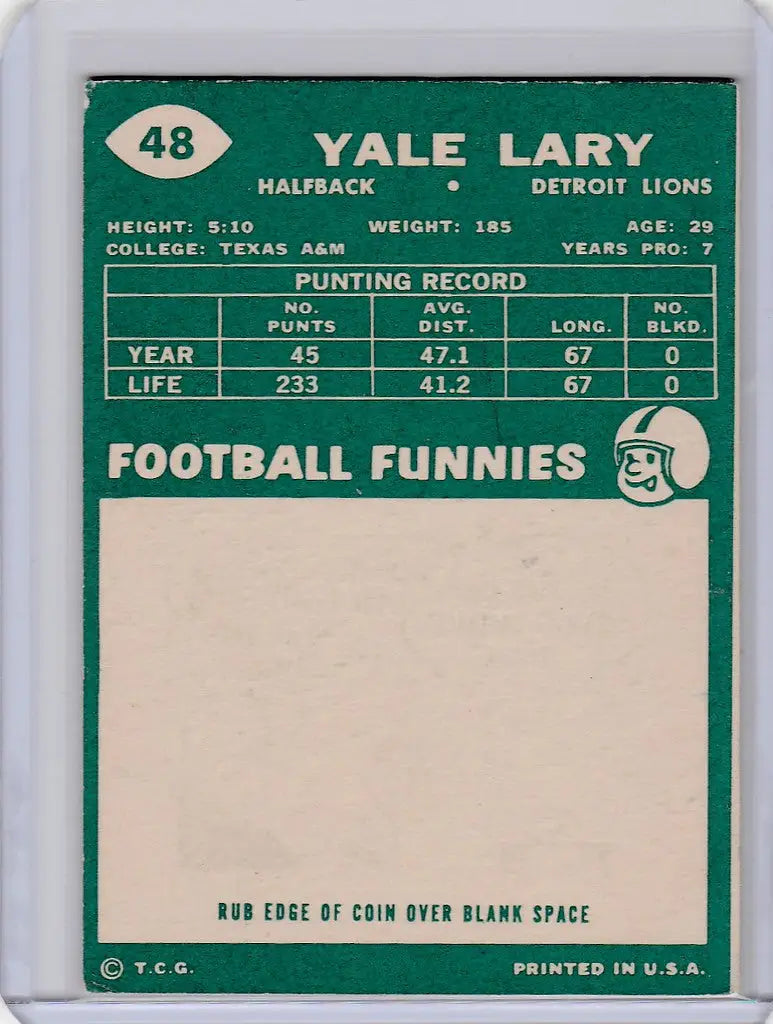 48
YALE LARY
HALFBACK • DETROIT LIONS
HEIGHT: 5:10 WEIGHT: 185 AGE: 29
COLLEGE: TEXAS A&M YEARS PRO: 7
PUNTING RECORD
NO. PUNTS AVG. DIST. LONG. NO. BLKD.
YEAR 45 47.1 67 0
LIFE 233 41.2 67 0
FOOTBALL FUNNIES
RUB EDGE OF COIN OVER BLANK SPACE
© T.C.G. PRINTED IN U.S.A.